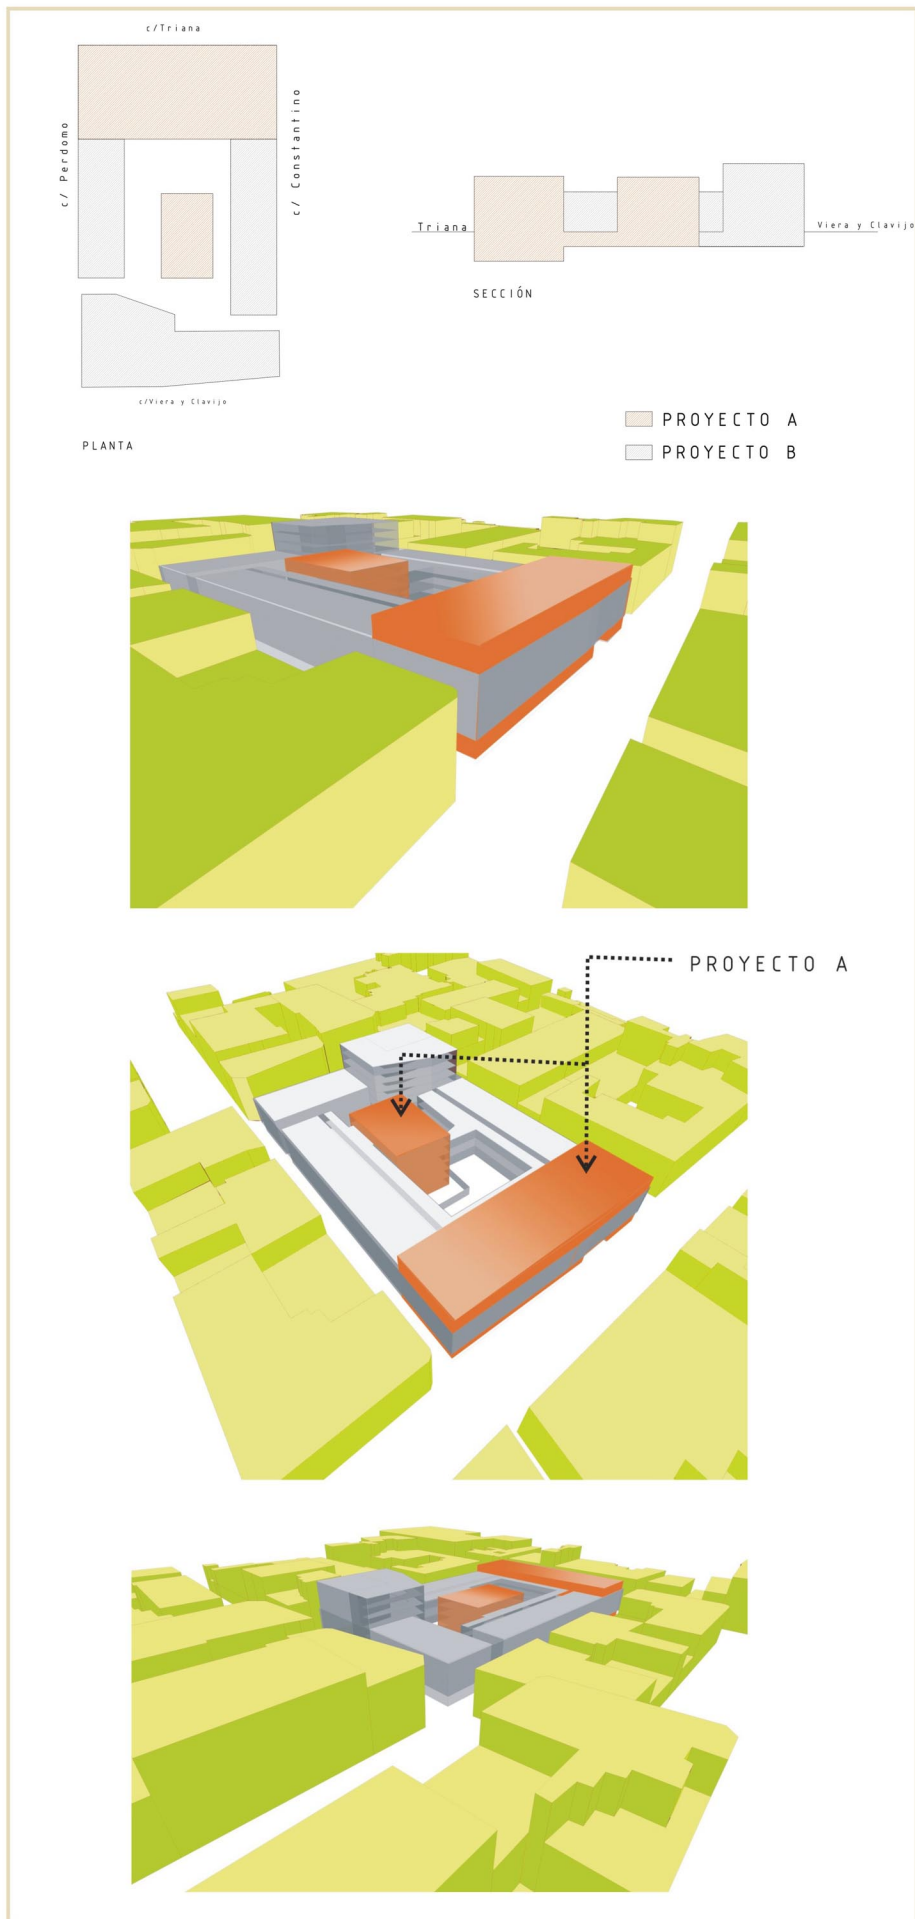 c/Triana
c/ Perdomo
c/ Constantino
c/Viera y Clavijo
PLANTA
Triana
Viera y Clavijo
SECCIÓN
PROYECTO A
PROYECTO B
PROYECTO A